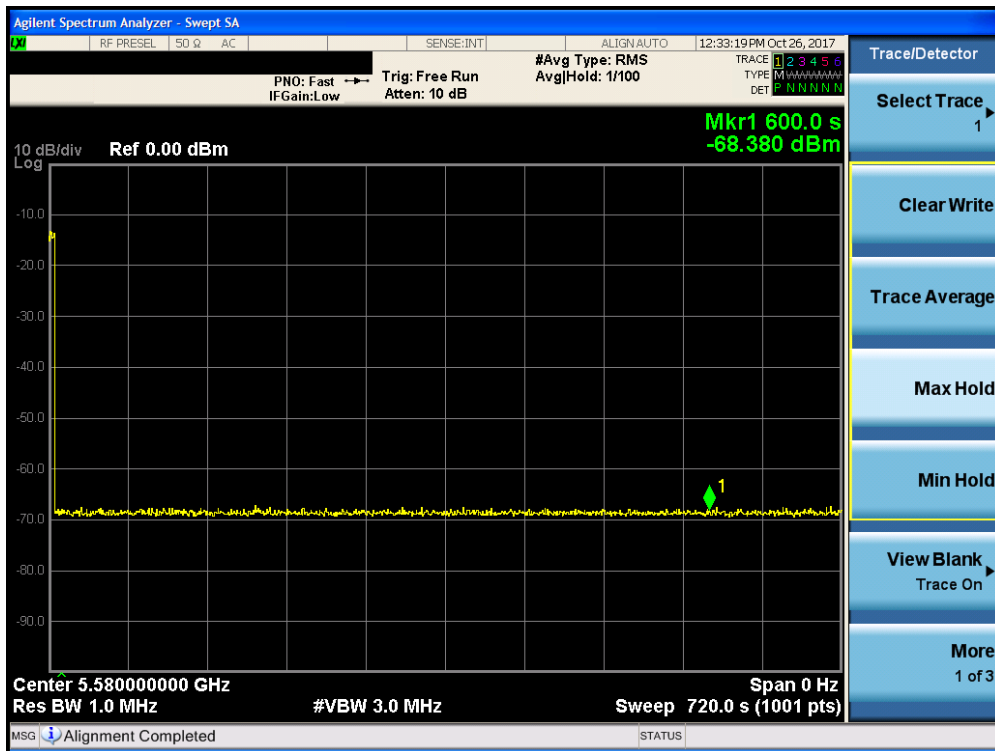 Agilent Spectrum Analyzer - Swept SA
LXI RF PRESEL 50 Ω AC SENSE:INT ALIGN AUTO 12:33:19 PM Oct 26, 2017
Trace/Detector
PNO: Fast
IFGain:Low
Trig: Free Run
Atten: 10 dB
#Avg Type: RMS
Avg|Hold: 1/100
TRACE 1 2 3 4 5 6
TYPE MWWWWW
DET P N N N N N
Select Trace
1
Mkr1 600.0 s
-68.380 dBm
10 dB/div Ref 0.00 dBm
Log
-10.0
-20.0
-30.0
-40.0
-50.0
-60.0
-70.0
-80.0
-90.0
1
Clear Write
Trace Average
Max Hold
Min Hold
View Blank
Trace On
More
1 of 3
Center 5.580000000 GHz Span 0 Hz
Res BW 1.0 MHz #VBW 3.0 MHz Sweep 720.0 s (1001 pts)
MSG Alignment Completed STATUS